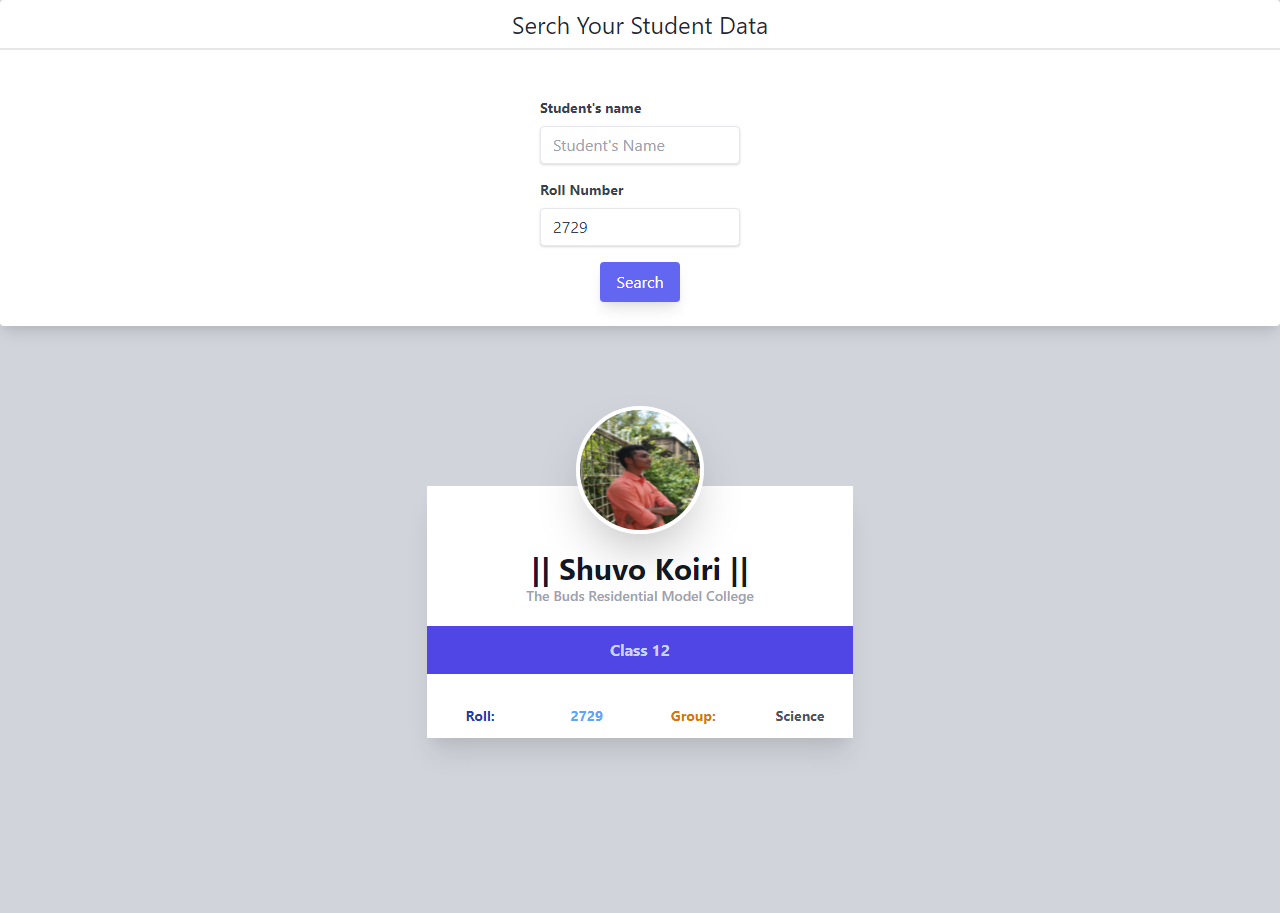 Serch Your Student Data
Student's name
Student's Name
Roll Number
2729
Search
|| Shuvo Koiri ||
The Buds Residential Model College
Class 12
Roll: 2729 Group: Science